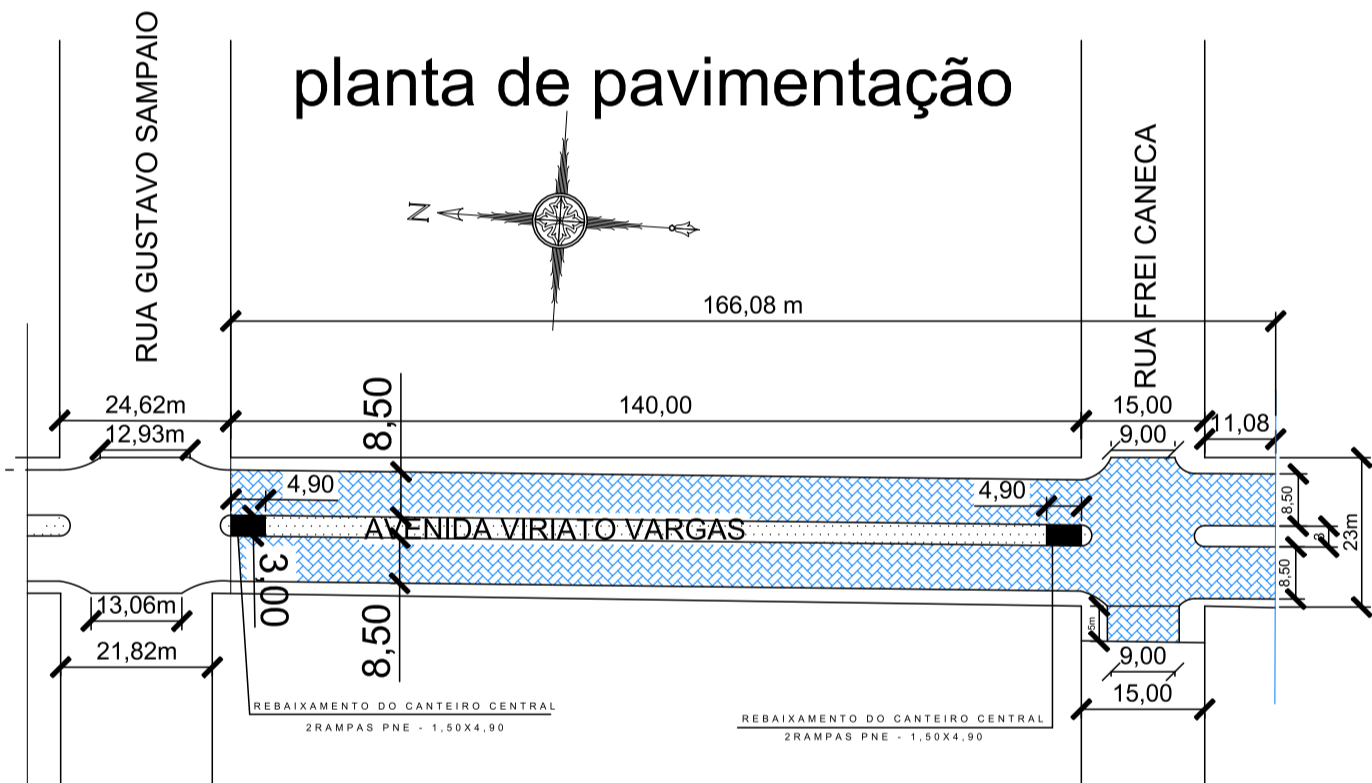 planta de pavimentação
RUA GUSTAVO SAMPAIO
RUA FREI CANECA
N
166,08 m
24,62m
140,00
15,00
12,93m
8,50
9,00
11,08
4,90
4,90
AVENIDA VIRIATO VARGAS
8,50
3
23m
8,50
3,00
13,06m
8,50
5m
21,82m
9,00
15,00
REBAIXAMENTO DO CANTEIRO CENTRAL
2RAMPAS PNE - 1,50X4,90
REBAIXAMENTO DO CANTEIRO CENTRAL
2RAMPAS PNE - 1,50X4,90